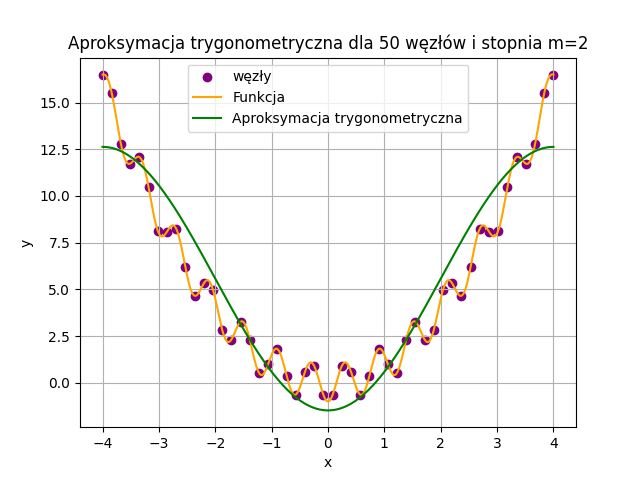 Aproksymacja trygonometryczna dla 50 węzłów i stopnia m=2
węzły
Funkcja
Aproksymacja trygonometryczna
15.0
12.5
10.0
7.5
5.0
2.5
0.0
y
−4 −3 −2 −1 0 1 2 3 4
x